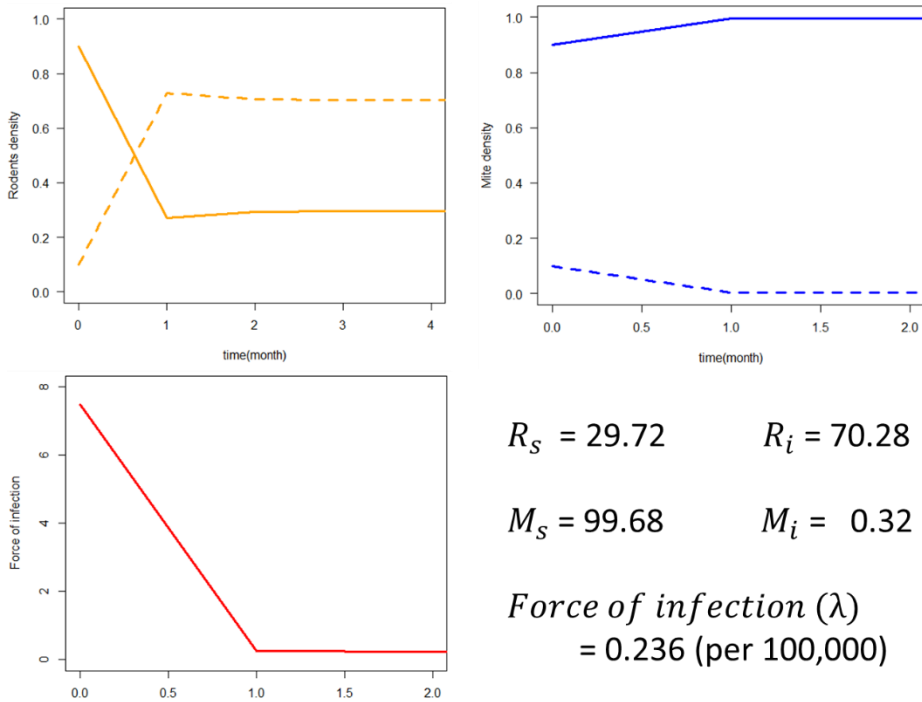 Rodents density
1.0
0.8
0.6
0.4
0.2
0.0
0 1 2 3 4
time(month)
Mite density
1.0
0.8
0.6
0.4
0.2
0.0
0.0 0.5 1.0 1.5 2.0
time(month)
Force of infection
8
6
4
2
0
0.0 0.5 1.0 1.5 2.0
R_s = 29.72 R_i = 70.28
M_s = 99.68 M_i = 0.32
Force of infection (λ)
= 0.236 (per 100,000)